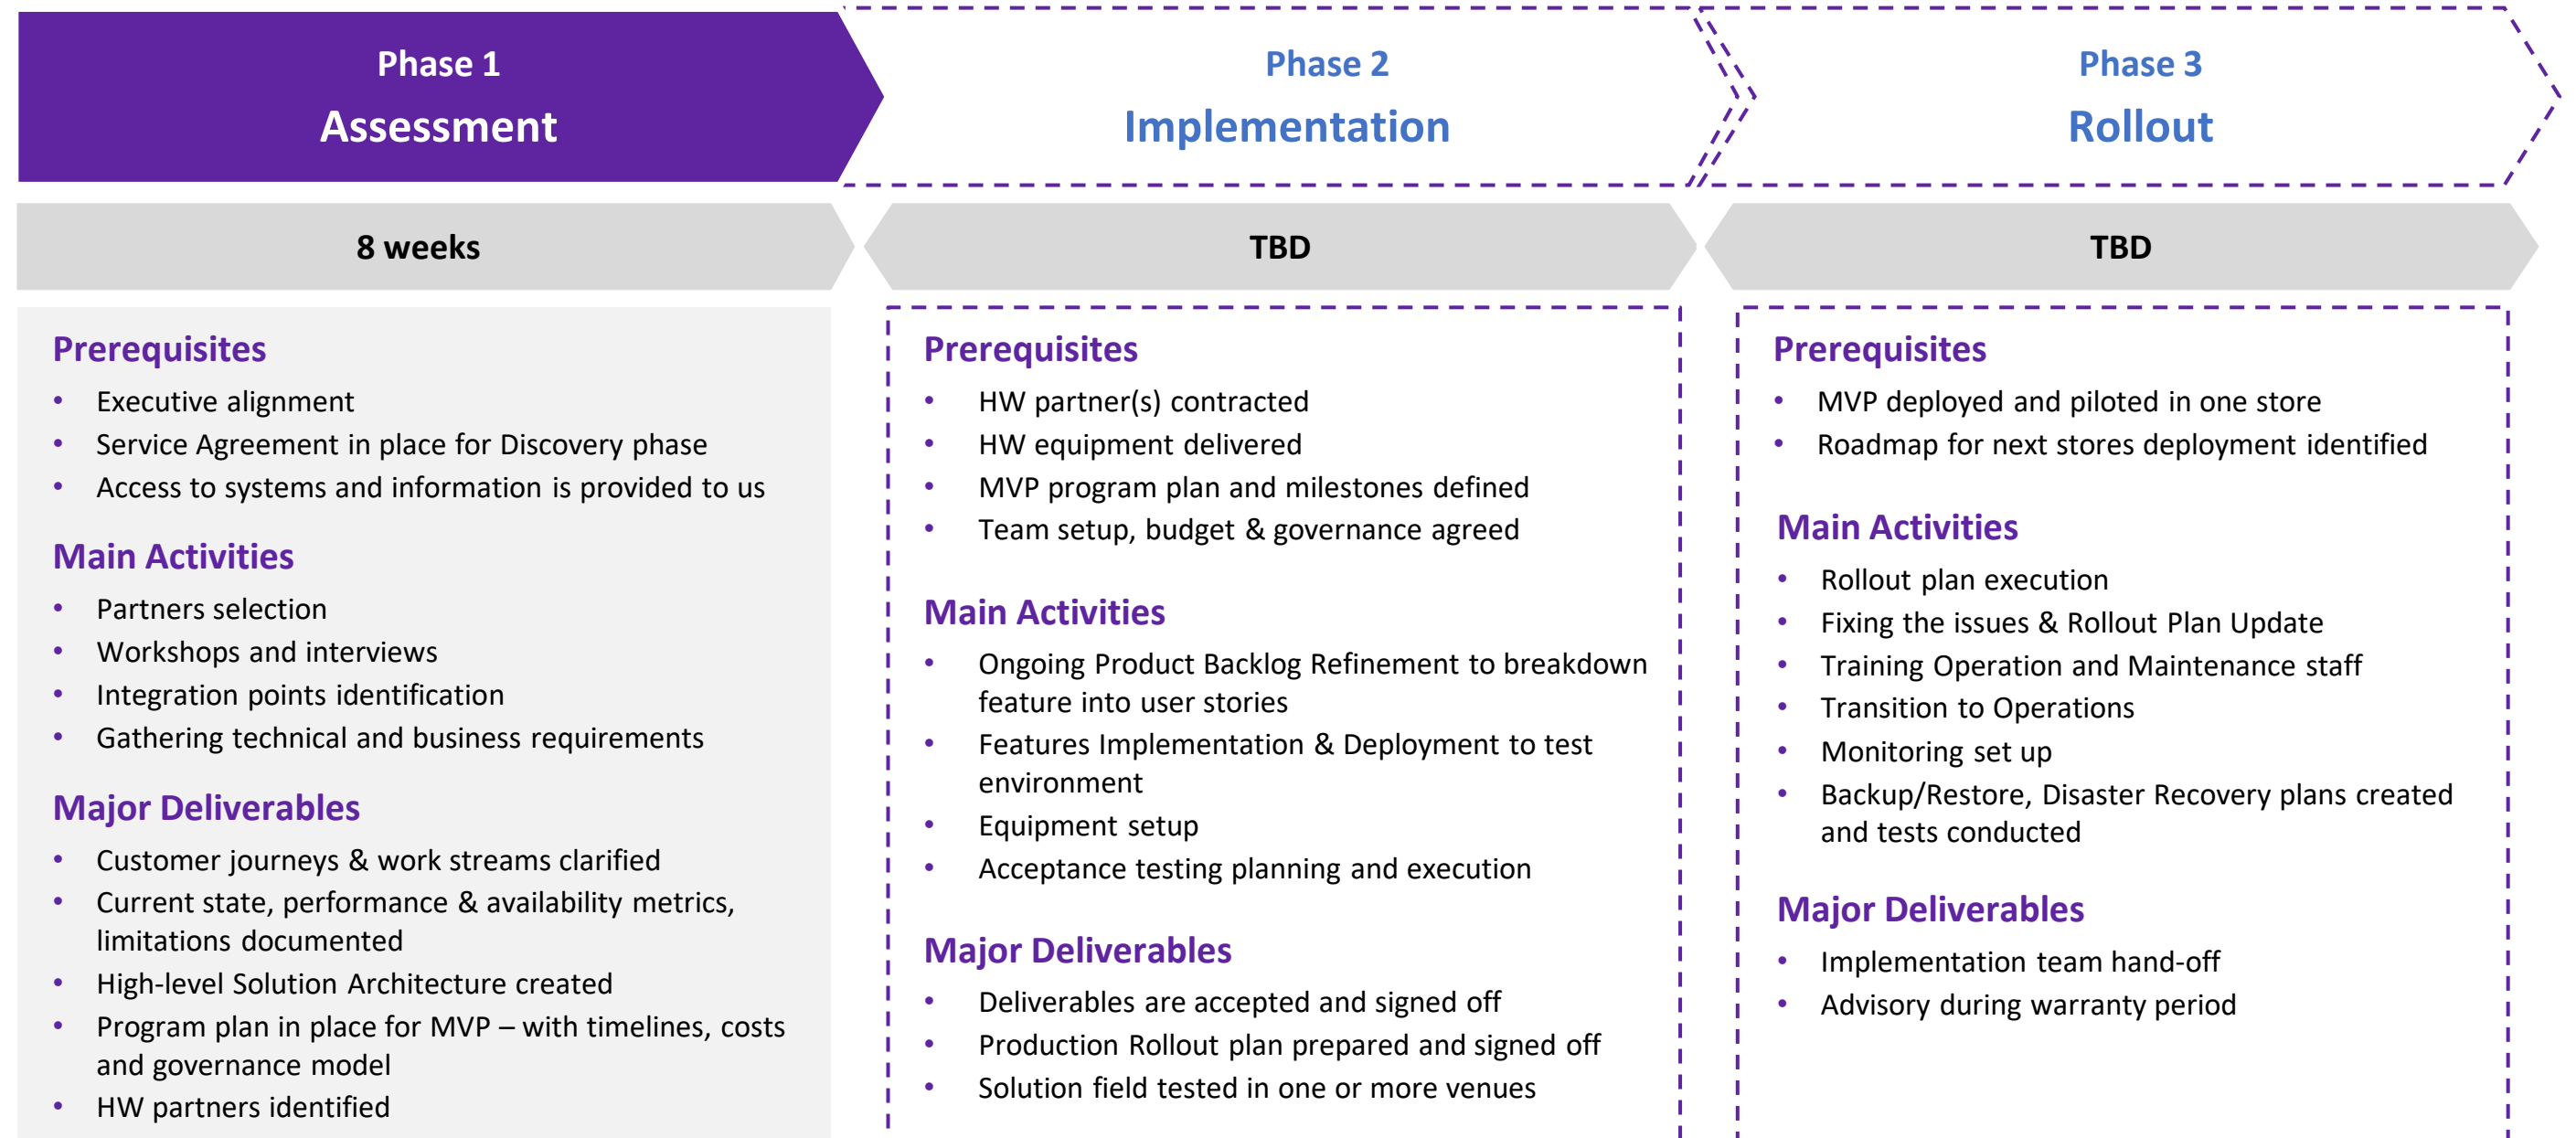 Phase 1
Assessment
Phase 2
Implementation
Phase 3
Rollout
8 weeks
TBD
TBD
Prerequisites
• Executive alignment
• Service Agreement in place for Discovery phase
• Access to systems and information is provided to us
Main Activities
• Partners selection
• Workshops and interviews
• Integration points identification
• Gathering technical and business requirements
Major Deliverables
• Customer journeys & work streams clarified
• Current state, performance & availability metrics,
limitations documented
• High-level Solution Architecture created
• Program plan in place for MVP – with timelines, costs
and governance model
• HW partners identified
Prerequisites
• HW partner(s) contracted
• HW equipment delivered
• MVP program plan and milestones defined
• Team setup, budget & governance agreed
Main Activities
• Ongoing Product Backlog Refinement to breakdown
feature into user stories
• Features Implementation & Deployment to test
environment
• Equipment setup
• Acceptance testing planning and execution
Major Deliverables
• Deliverables are accepted and signed off
• Production Rollout plan prepared and signed off
• Solution field tested in one or more venues
Prerequisites
• MVP deployed and piloted in one store
• Roadmap for next stores deployment identified
Main Activities
• Rollout plan execution
• Fixing the issues & Rollout Plan Update
• Training Operation and Maintenance staff
• Transition to Operations
• Monitoring set up
• Backup/Restore, Disaster Recovery plans created
and tests conducted
Major Deliverables
• Implementation team hand-off
• Advisory during warranty period